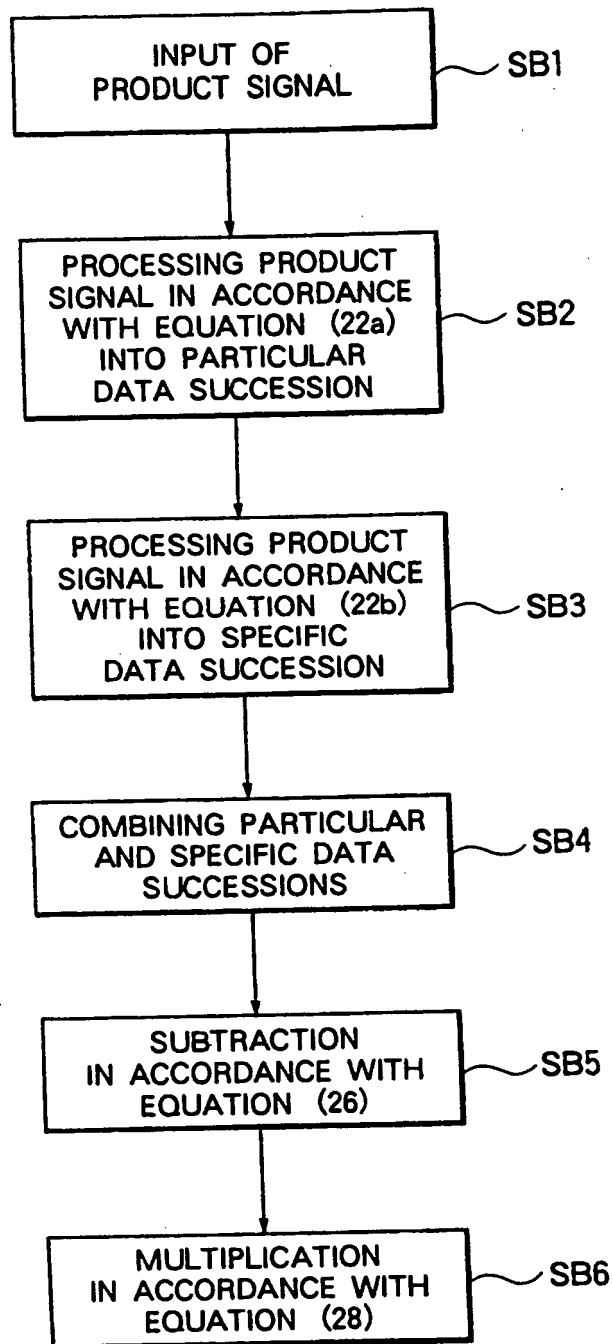 INPUT OF
PRODUCT SIGNAL
SB1
PROCESSING PRODUCT
SIGNAL IN ACCORDANCE
WITH EQUATION (22a)
INTO PARTICULAR
DATA SUCCESSION
SB2
PROCESSING PRODUCT
SIGNAL IN ACCORDANCE
WITH EQUATION (22b)
INTO SPECIFIC
DATA SUCCESSION
SB3
COMBINING PARTICULAR
AND SPECIFIC DATA
SUCCESSIONS
SB4
SUBTRACTION
IN ACCORDANCE WITH
EQUATION (26)
SB5
MULTIPLICATION
IN ACCORDANCE WITH
EQUATION (28)
SB6